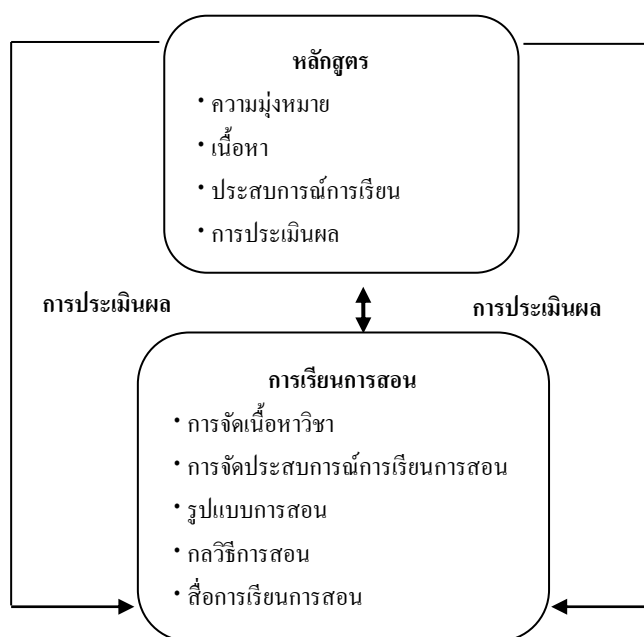 หลักสูตร
· ความมุ่งหมาย
· เนื้อหา
· ประสบการณ์การเรียน
· การประเมินผล
การประเมินผล
การประเมินผล
การเรียนการสอน
· การจัดเนื้อหาวิชา
· การจัดประสบการณ์การเรียนการสอน
· รูปแบบการสอน
· กลวิธีการสอน
· สื่อการเรียนการสอน